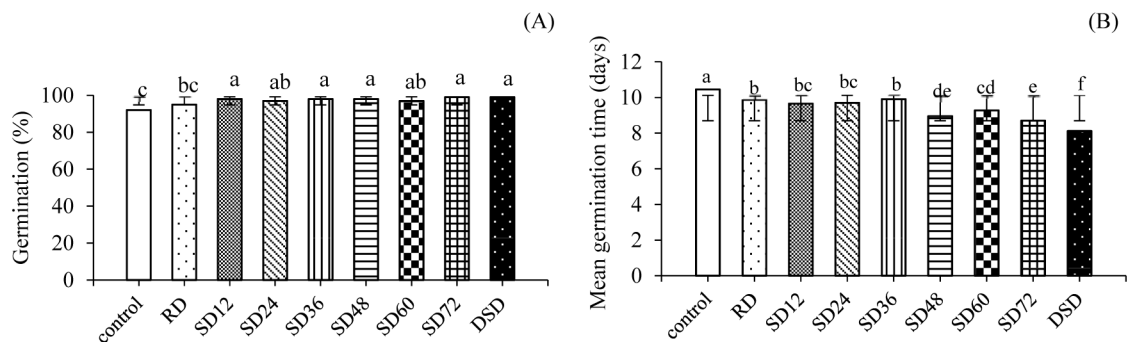 (A)
Germination (%)
100
80
60
40
20
0
c bc a ab a a ab a a
control RD SD12 SD24 SD36 SD48 SD60 SD72 DSD
(B)
Mean germination time (days)
12
10
8
6
4
2
0
a b bc bc b de cd e f
control RD SD12 SD24 SD36 SD48 SD60 SD72 DSD